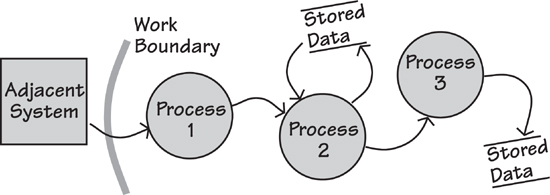 Adjacent
System
Work
Boundary
Process
1
Stored
Data
Process
2
Process
3
Stored
Data